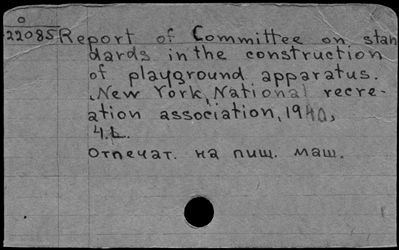 0
22085 Report of Committee on stan
dards in the construction
of playground apparatus.
New York, National recre-
ation association, 1940,
4 L.
Отпечат. на пиш. маш.